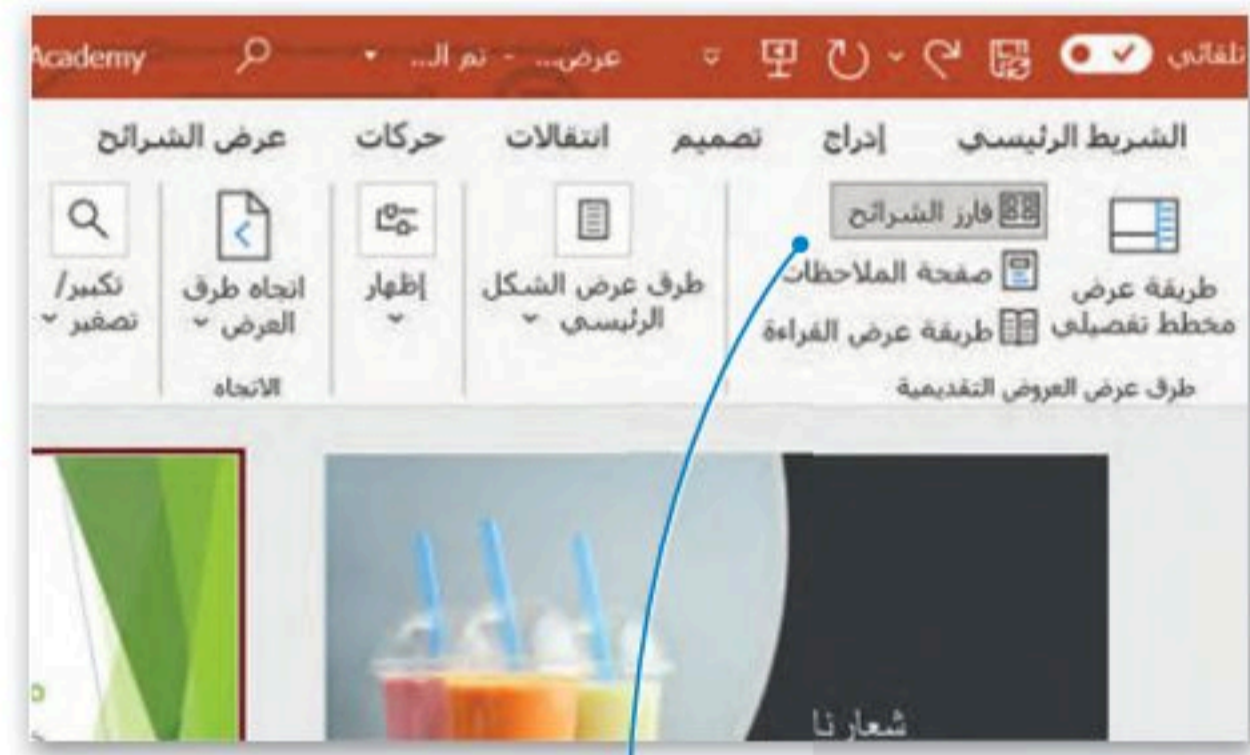 تلقائي عرض... - تم ال... Academy
الشريط الرئيسي إدراج تصميم انتقالات حركات عرض الشرائح
فارز الشرائح
صفحة الملاحظات
طريقة عرض القراءة
طريقة عرض
مخطط تفصيلي
طرق عرض العروض التقديمية
طرق عرض الشكل
الرئيسي
إظهار
اتجاه طرق
العرض
الاتجاه
تكبير/
تصغير
شعارنا